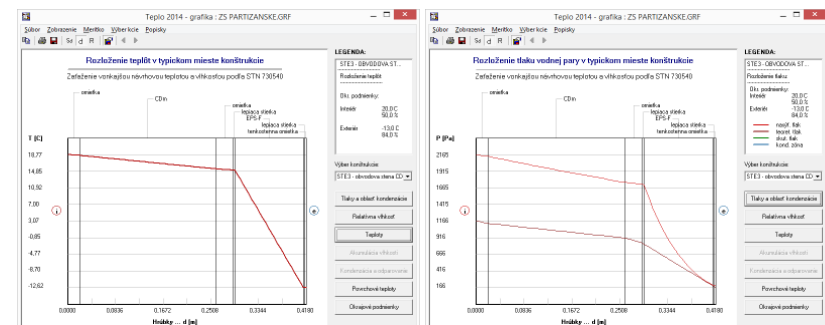 Teplo 2014 - grafika : ZS PARTIZANSKE.GRF
Súbor Zobrazenie Meritko Výber kcie Popisky
Sc d R
Rozloženie teplôt v typickom mieste konštrukcie
Zaťaženie vonkajšou návrhovou teplotou a vlhkosťou podľa STN 730540
omietka
CDm
omietka
lepiaca stierka
EPS-F
lepiaca stierka
tenkostenna omietka
T [C]
18,77
14,85
10,92
7,00
3,07
-0,85
-4,77
-8,70
-12,62
i
e
0,0000 0,0836 0,1672 0,2508 0,3344 0,4180
Hrúbky ... d [m]
LEGENDA:
STE3 - OBVODOVA ST...
Rozloženie teplôt
Okr. podmienky:
Interiér 20,0 C
50,0 %
Exteriér -13,0 C
84,0 %
Výber konštrukcie
STE3 - obvodova stena CD
Tlaky a oblasť kondenzácie
Relatívna vlhkosť
Teploty
Akumulácia vlhkosti
Kondenzácia a odparovanie
Povrchové teploty
Okrajové podmienky
Teplo 2014 - grafika : ZS PARTIZANSKE.GRF
Súbor Zobrazenie Meritko Výber kcie Popisky
Sc d R
Rozloženie tlaku vodnej pary v typickom mieste konštrukcie
Zaťaženie vonkajšou návrhovou teplotou a vlhkosťou podľa STN 730540
omietka
CDm
omietka
lepiaca stierka
EPS-F
lepiaca stierka
tenkostenna omietka
P [Pa]
2165
1915
1665
1415
1166
916
666
416
166
i
e
0,0000 0,0836 0,1672 0,2508 0,3344 0,4180
Hrúbky ... d [m]
LEGENDA:
STE3 - OBVODOVA ST...
Rozloženie tlaku
Okr. podmienky:
Interiér 20,0 C
50,0 %
Exteriér -13,0 C
84,0 %
nasýt. tlak
teoret. tlak
skut. tlak
kond. zóna
Výber konštrukcie
STE3 - obvodova stena CD
Tlaky a oblasť kondenzácie
Relatívna vlhkosť
Teploty
Akumulácia vlhkosti
Kondenzácia a odparovanie
Povrchové teploty
Okrajové podmienky